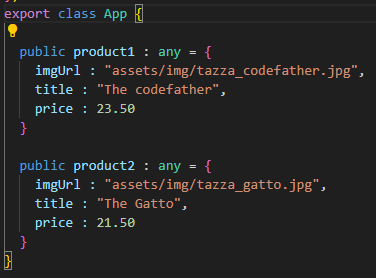 export class App {
public product1 : any = {
imgUrl : "assets/img/tazza_codefather.jpg",
title : "The codefather",
price : 23.50
}
public product2 : any = {
imgUrl : "assets/img/tazza_gatto.jpg",
title : "The Gatto",
price : 21.50
}
}